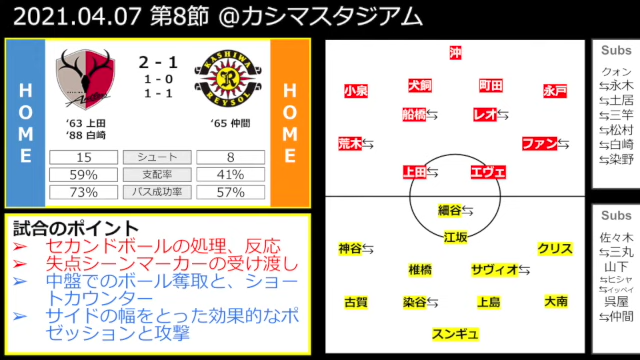 2021.04.07 第8節 @カシマスタジアム
HOME
2 - 1
1 - 0
1 - 1
KASHIWA
REYSOL
HOME
‘63 上田
‘88 白崎
‘65 仲間
15 シュート 8
59% 支配率 41%
73% パス成功率 57%
試合のポイント
➢ セカンドボールの処理、反応
➢ 失点シーンマーカーの受け渡し
➢ 中盤でのボール奪取と、ショー
トカウンター
➢ サイドの幅をとった効果的なポ
ゼッションと攻撃
沖
小泉 犬飼 町田 永戸
船橋⇆ レオ⇆
荒木⇆ ファン⇆
上田⇆ エヴェ
細谷⇆
江坂
神谷⇆ クリス
椎橋 サヴィオ⇆
古賀 染谷⇆ 上島 大南
スンギュ
Subs
クォン
⇆永木
⇆土居
⇆三竿
⇆松村
⇆白崎
⇆染野
Subs
佐々木
⇆三丸
山下
⇆ヒシャ
⇆イッペイ
呉屋
⇆仲間